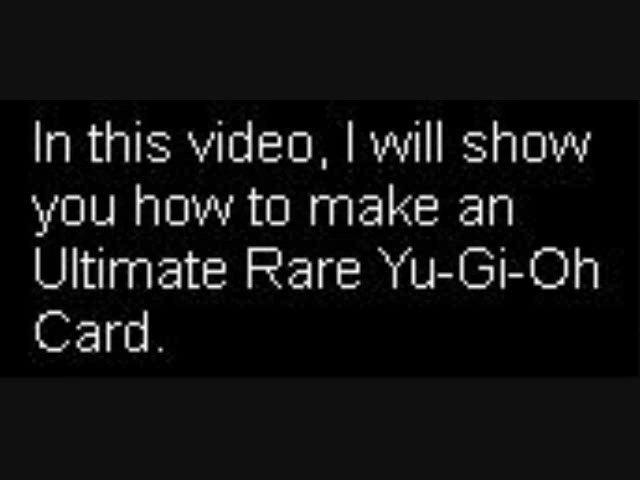 In this video, I will show
you how to make an
Ultimate Rare Yu-Gi-Oh
Card.